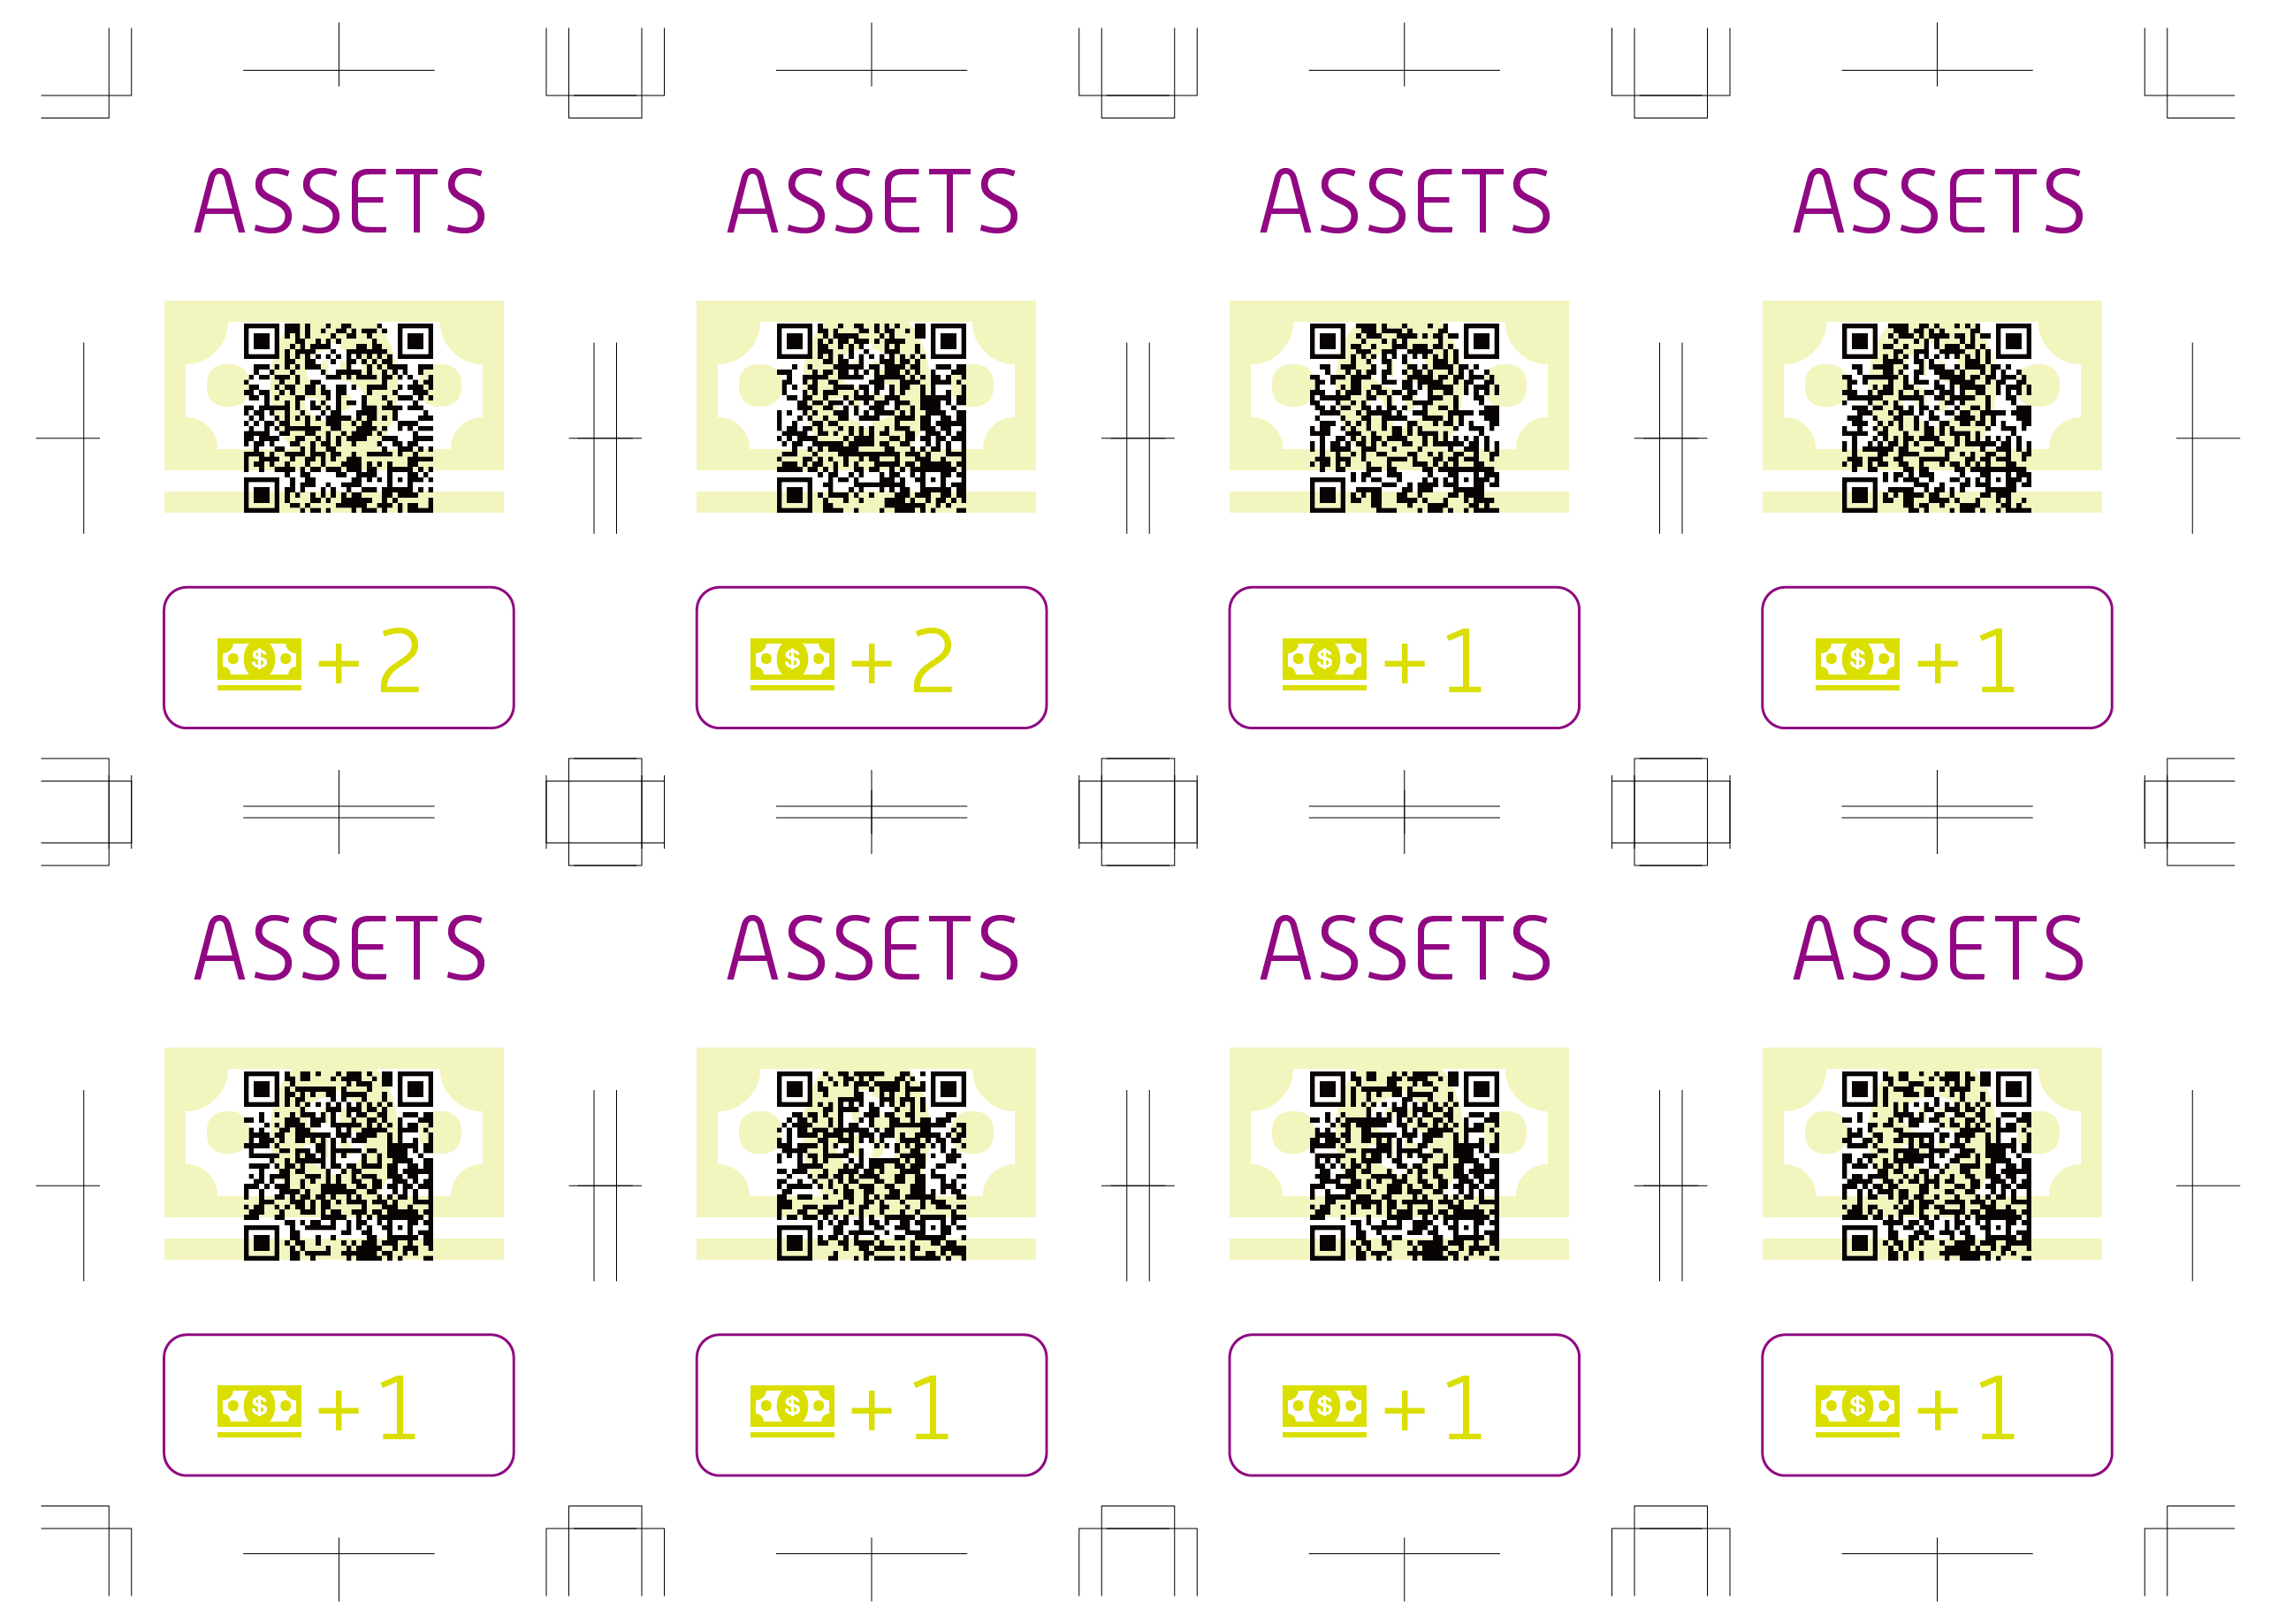 ASSETS ASSETS ASSETS ASSETS
$ + 2 $ + 2 $ + 1 $ + 1
ASSETS ASSETS ASSETS ASSETS
$ + 1 $ + 1 $ + 1 $ + 1